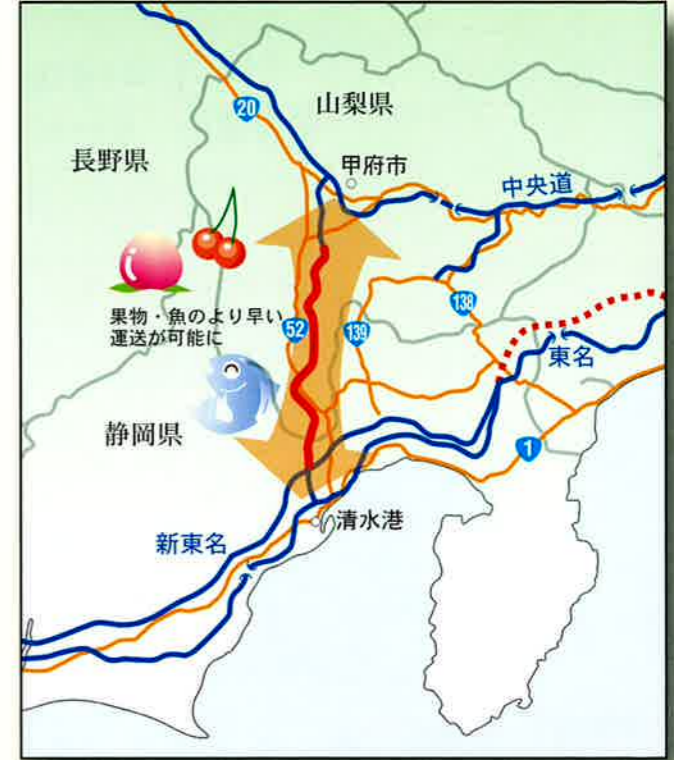 山梨県
20
長野県
甲府市
中央道
果物・魚のより早い
運送が可能に
52
139
138
東名
静岡県
1
清水港
新東名